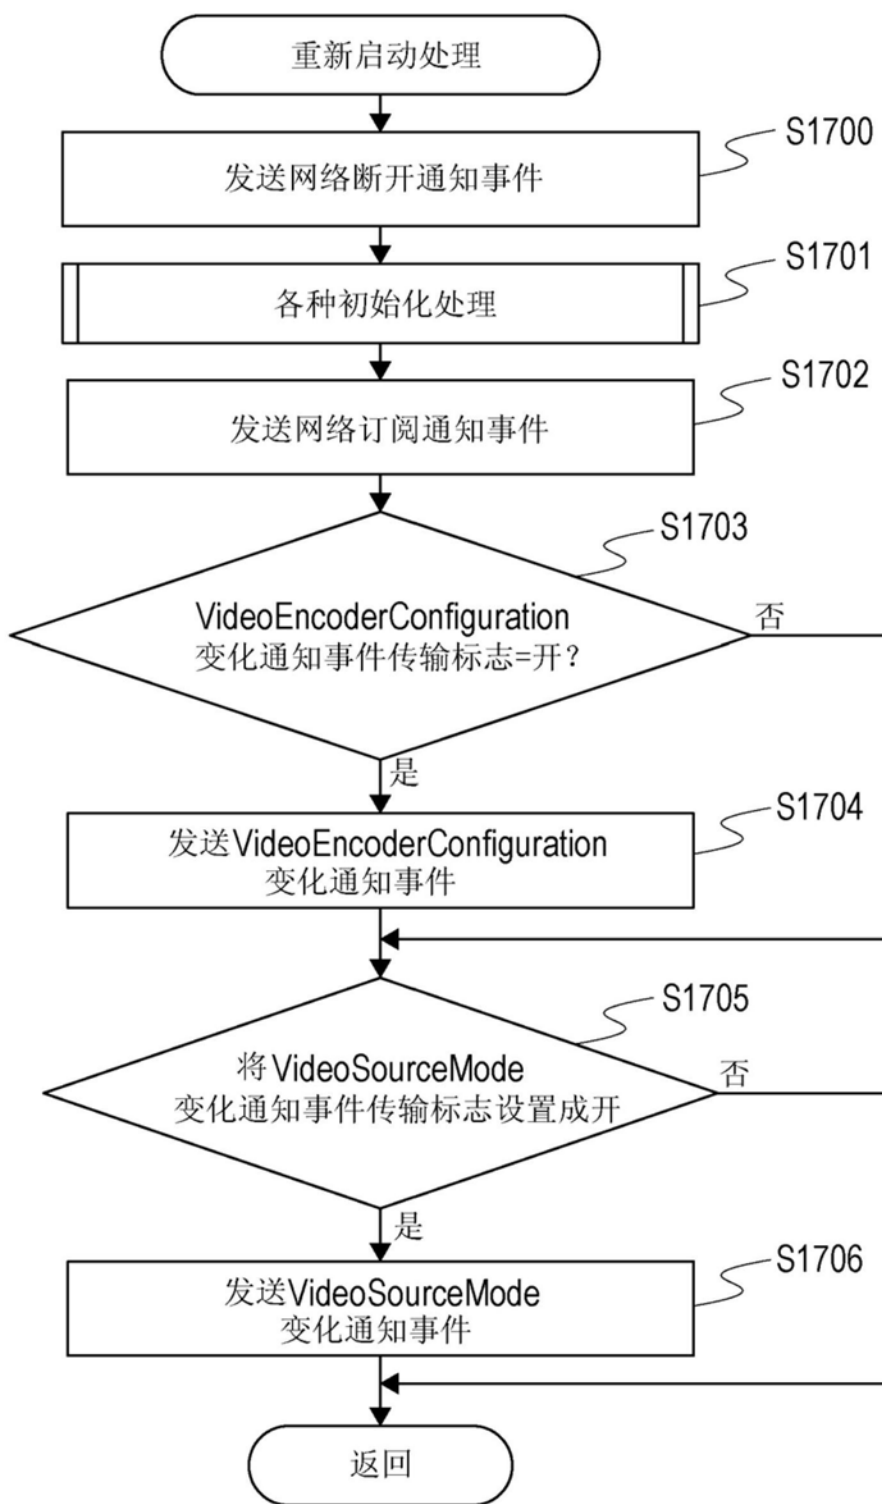 重新启动处理
S1700
发送网络断开通知事件
S1701
各种初始化处理
S1702
发送网络订阅通知事件
S1703
VideoEncoderConfiguration
变化通知事件传输标志=开?
否
是
S1704
发送VideoEncoderConfiguration
变化通知事件
S1705
将VideoSourceMode
变化通知事件传输标志设置成开
否
是
S1706
发送VideoSourceMode
变化通知事件
返回